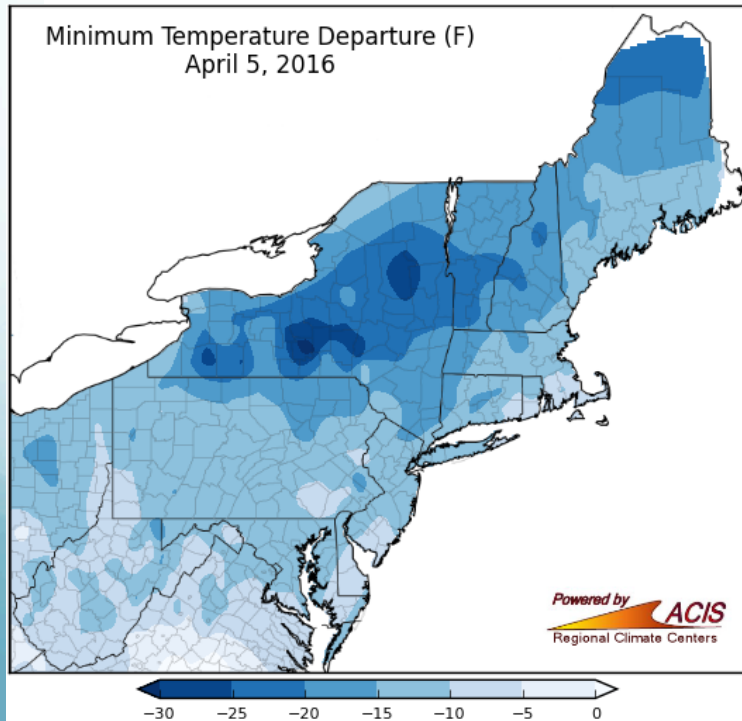 Minimum Temperature Departure (F)
April 5, 2016
Powered by
ACIS
Regional Climate Centers
−30 −25 −20 −15 −10 −5 0